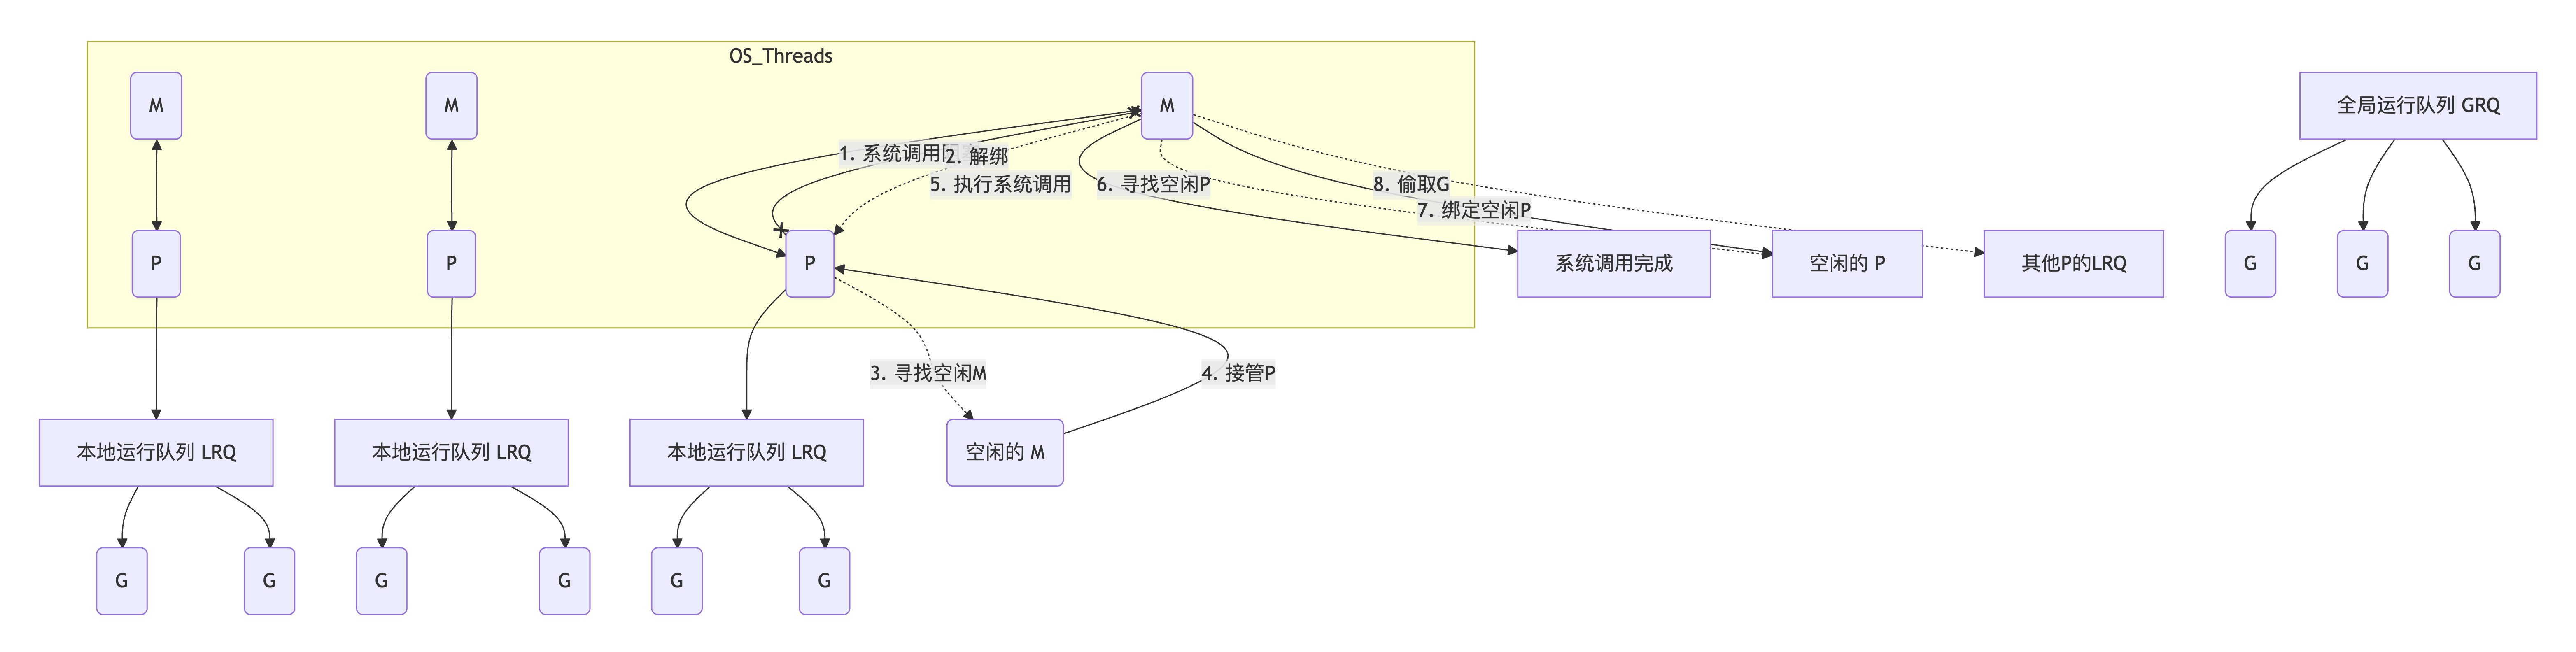 OS_Threads
M
M
M
全局运行队列 GRQ
1. 系统调用
2. 解绑
5. 执行系统调用
6. 寻找空闲P
8. 偷取G
7. 绑定空闲P
P
P
P
系统调用完成
空闲的 P
其他P的LRQ
G
G
G
3. 寻找空闲M
4. 接管P
本地运行队列 LRQ
本地运行队列 LRQ
本地运行队列 LRQ
空闲的 M
G
G
G
G
G
G